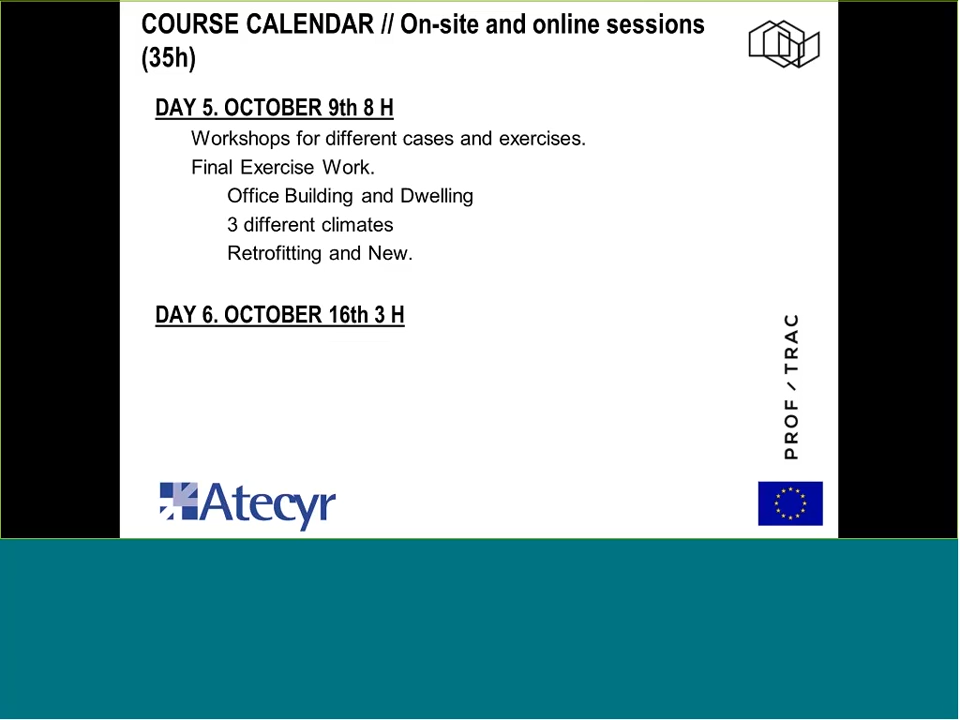 COURSE CALENDAR // On-site and online sessions
(35h)
DAY 5. OCTOBER 9th 8 H
Workshops for different cases and exercises.
Final Exercise Work.
Office Building and Dwelling
3 different climates
Retrofitting and New.
DAY 6. OCTOBER 16th 3 H
PROF / TRAC
Atecyr